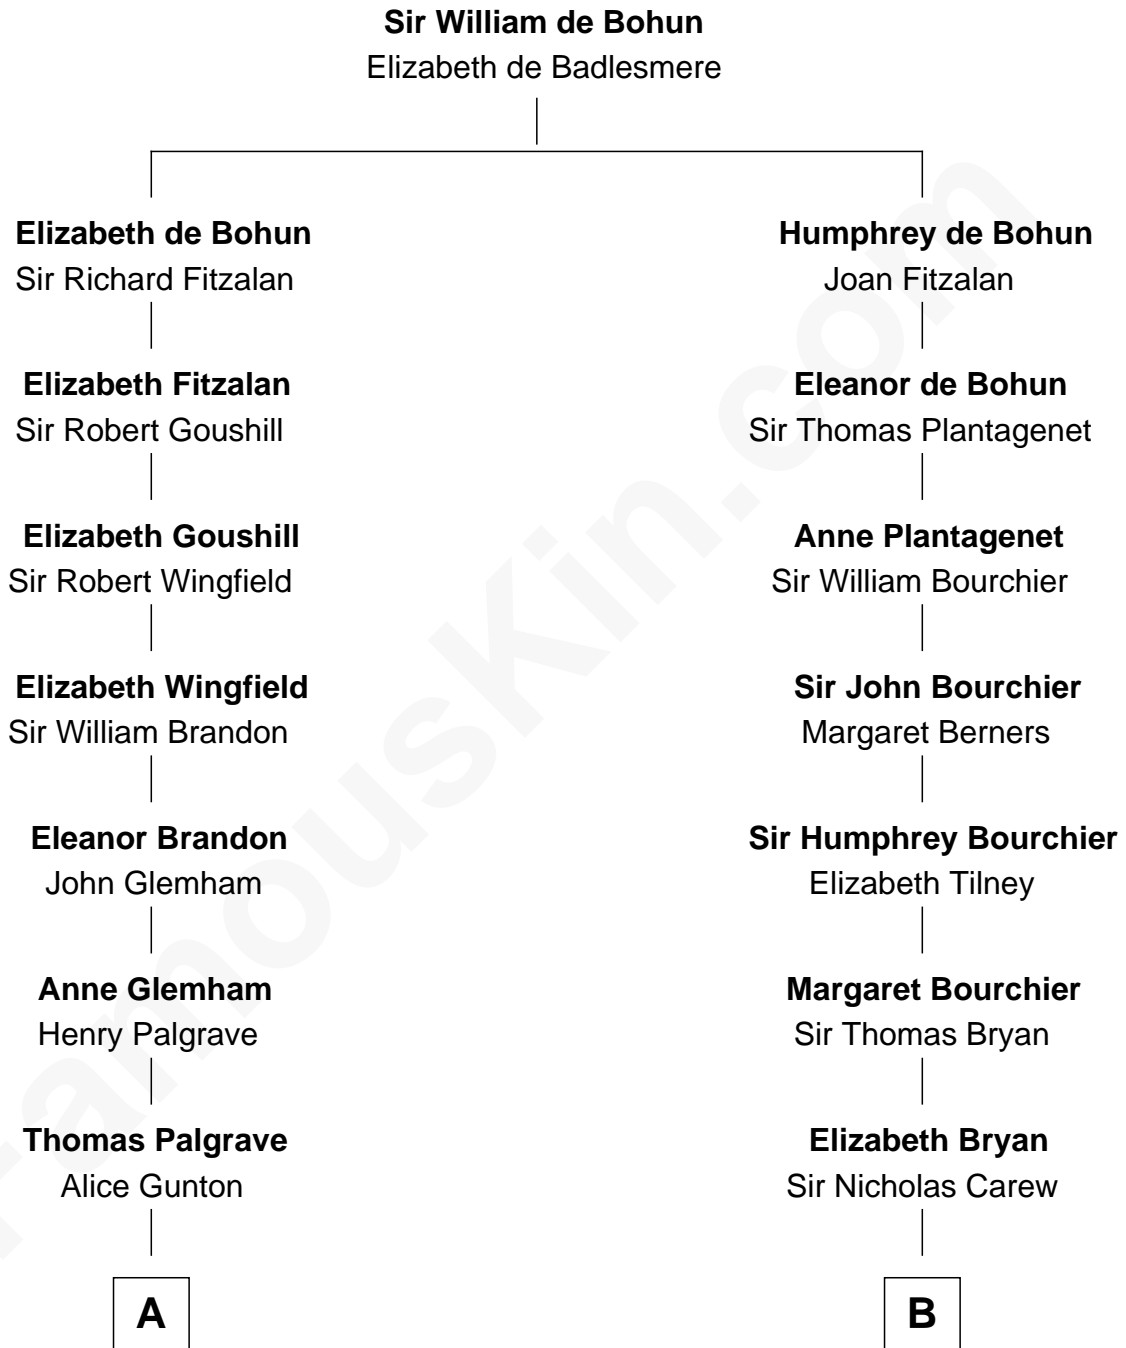 Sir William de Bohun
Elizabeth de Badlesmere
Elizabeth de Bohun
Sir Richard Fitzalan
Humphrey de Bohun
Joan Fitzalan
Elizabeth Fitzalan
Sir Robert Goushill
Eleanor de Bohun
Sir Thomas Plantagenet
Elizabeth Goushill
Sir Robert Wingfield
Anne Plantagenet
Sir William Bourchier
Elizabeth Wingfield
Sir William Brandon
Sir John Bourchier
Margaret Berners
Eleanor Brandon
John Glemham
Sir Humphrey Bourchier
Elizabeth Tilney
Anne Glemham
Henry Palgrave
Margaret Bourchier
Sir Thomas Bryan
Thomas Palgrave
Alice Gunton
Elizabeth Bryan
Sir Nicholas Carew
A
B
FamousKin.com